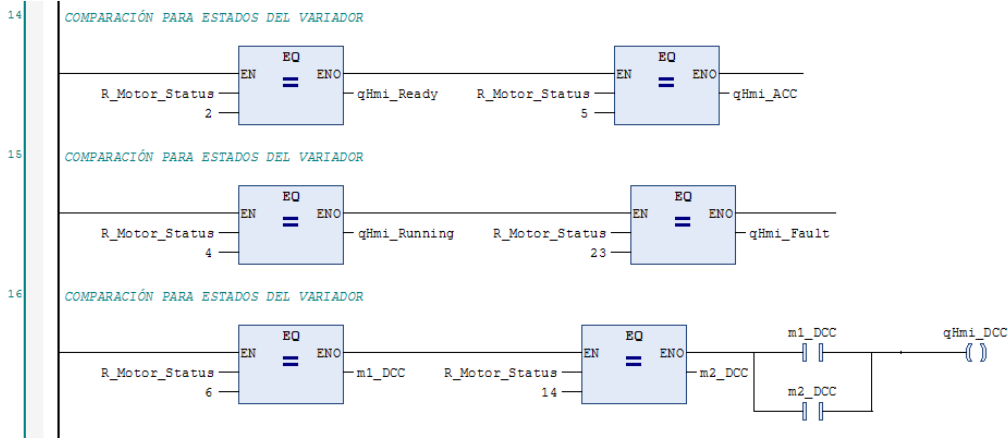 14 COMPARACIÓN PARA ESTADOS DEL VARIADOR
EQ EQ
EN ENO EN ENO
= =
R_Motor_Status qHmi_Ready R_Motor_Status qHmi_ACC
2 5
15 COMPARACIÓN PARA ESTADOS DEL VARIADOR
EQ EQ
EN ENO EN ENO
= =
R_Motor_Status qHmi_Running R_Motor_Status qHmi_Fault
4 23
16 COMPARACIÓN PARA ESTADOS DEL VARIADOR
EQ EQ m1_DCC qHmi_DCC
EN ENO EN ENO
= =
R_Motor_Status m1_DCC R_Motor_Status m2_DCC
6 14 m2_DCC